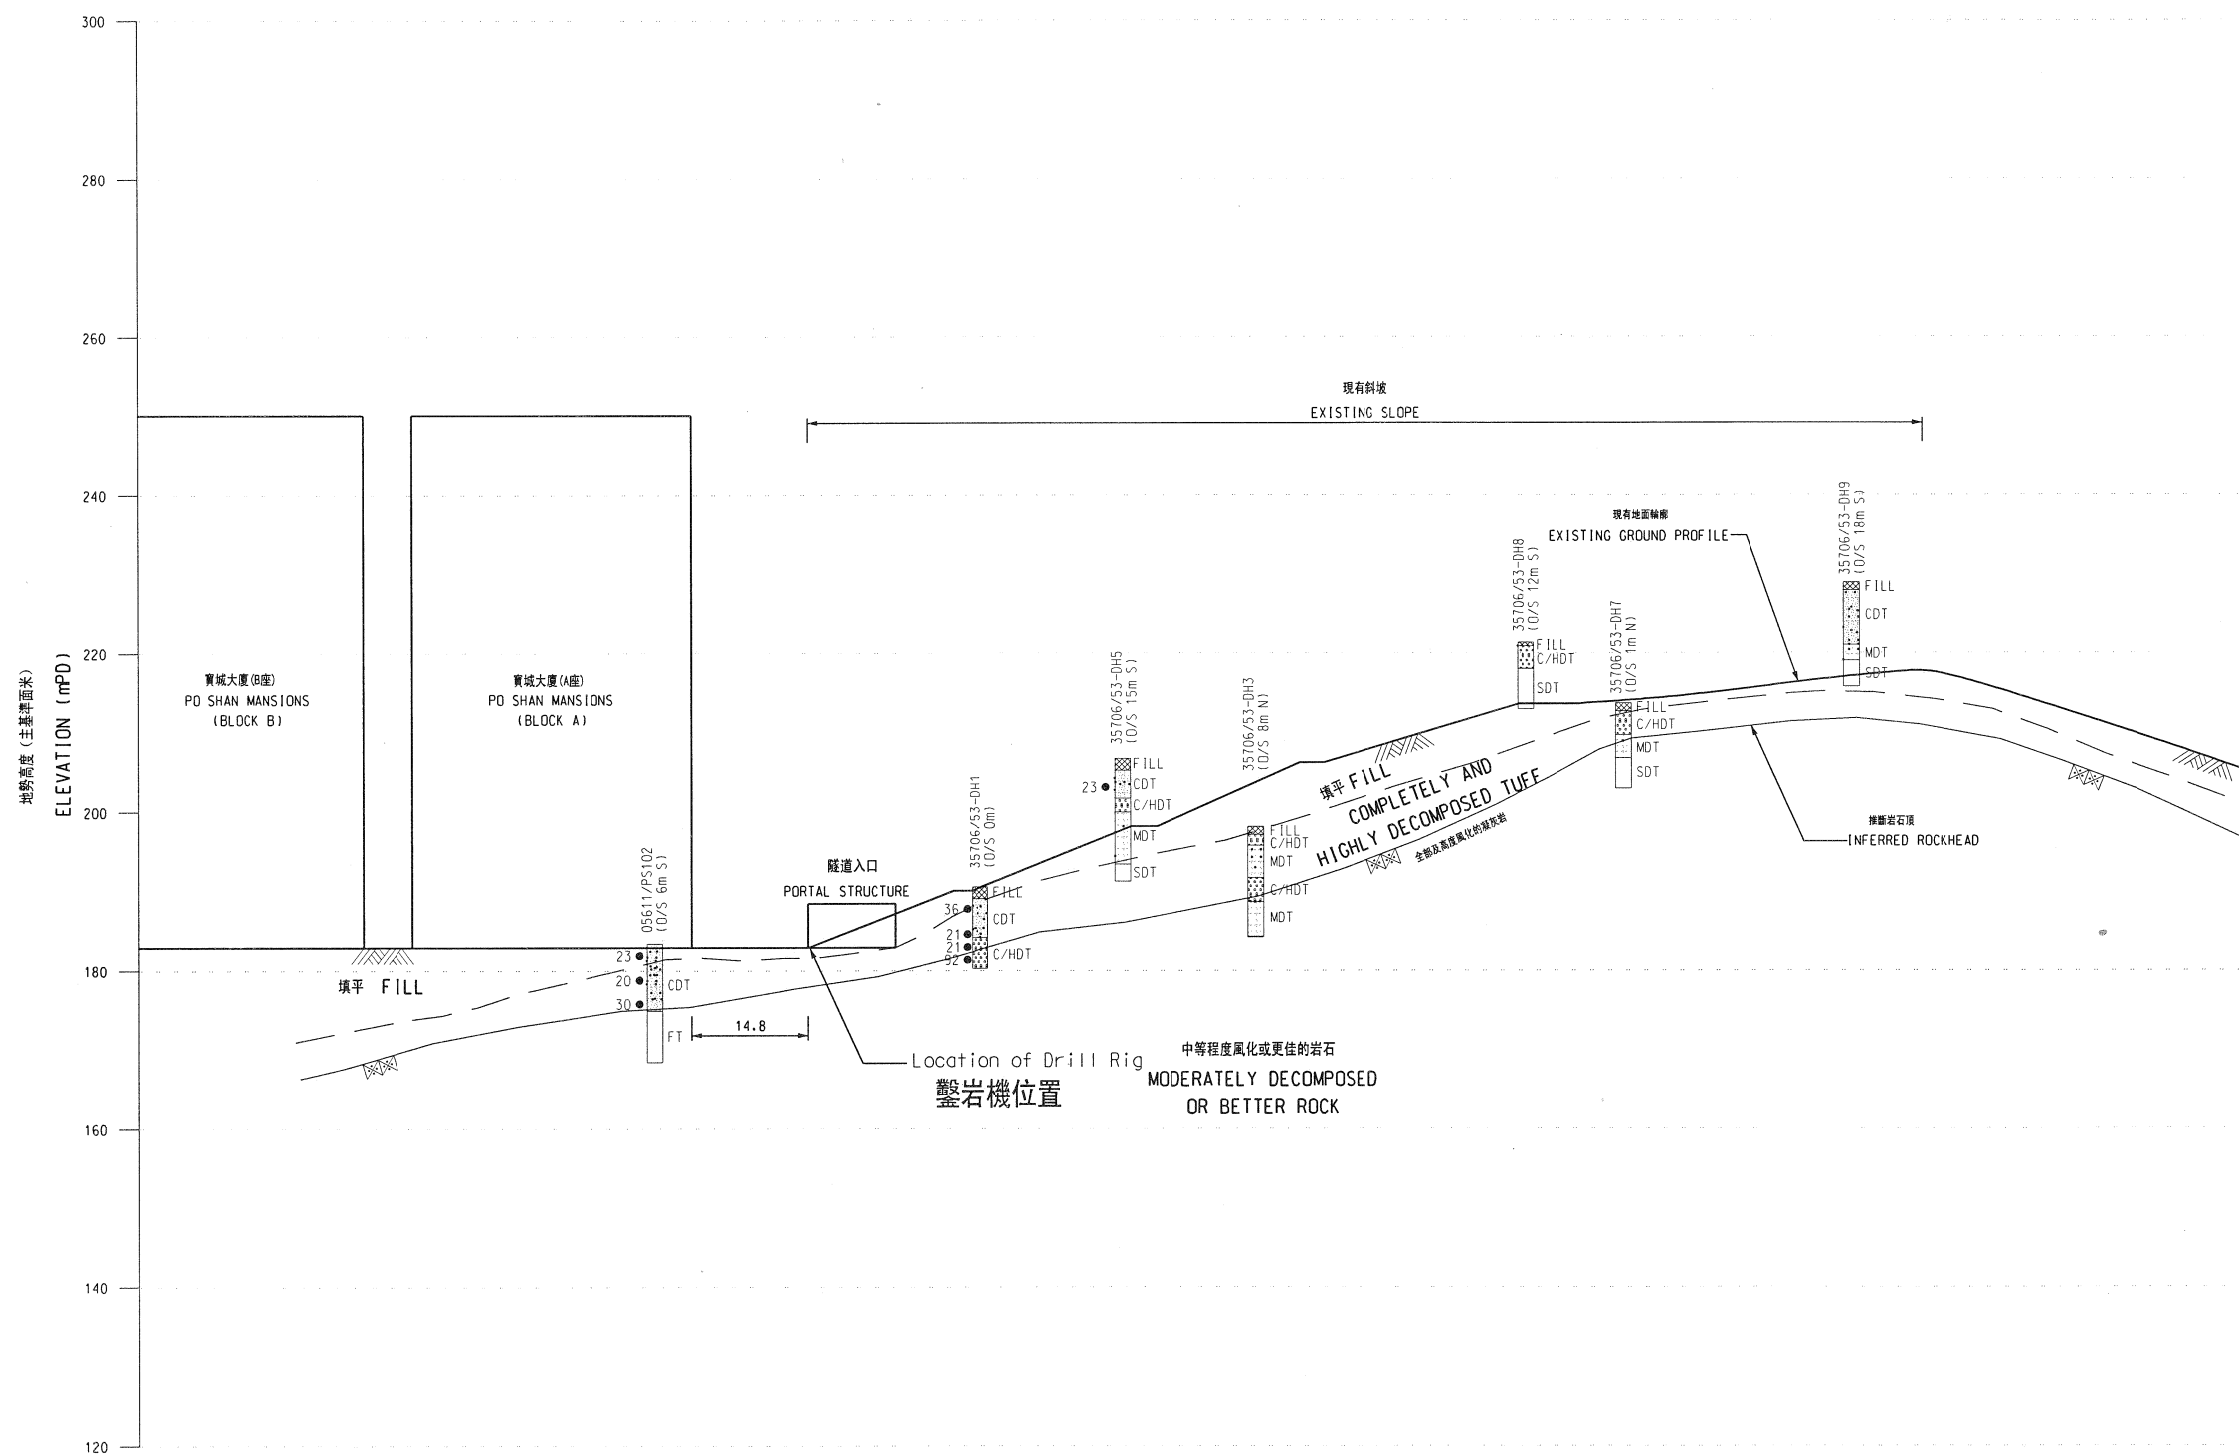 300
280
260
240
220
200
180
160
140
120
地勢高度（主基準面米）
ELEVATION (mPD)
寶城大廈(B座)
PO SHAN MANSIONS
(BLOCK B)
寶城大廈(A座)
PO SHAN MANSIONS
(BLOCK A)
現有斜坡
EXISTING SLOPE
現有地面輪廓
EXISTING GROUND PROFILE
推斷岩石頂
INFERRED ROCKHEAD
隧道入口
PORTAL STRUCTURE
填平 FILL
14.8
Location of Drill Rig
鑿岩機位置
中等程度風化或更佳的岩石
MODERATELY DECOMPOSED
OR BETTER ROCK
填平 FILL
COMPLETELY AND
HIGHLY DECOMPOSED TUFF
全部及高度風化的凝灰岩
05611/PS102
(O/S 6m S)
23
20
30
CDT
FT
35706/53-DH1
(O/S 0m)
36
21
21
92
FILL
CDT
C/HDT
35706/53-DH5
(O/S 15m S)
23
FILL
CDT
C/HDT
MDT
SDT
35706/53-DH3
(O/S 8m N)
FILL
C/HDT
MDT
C/HDT
MDT
35706/53-DH8
(O/S 12m S)
FILL
C/HDT
SDT
35706/53-DH7
(O/S 1m N)
FILL
C/HDT
MDT
SDT
35706/53-DH9
(O/S 18m S)
FILL
CDT
MDT
SDT